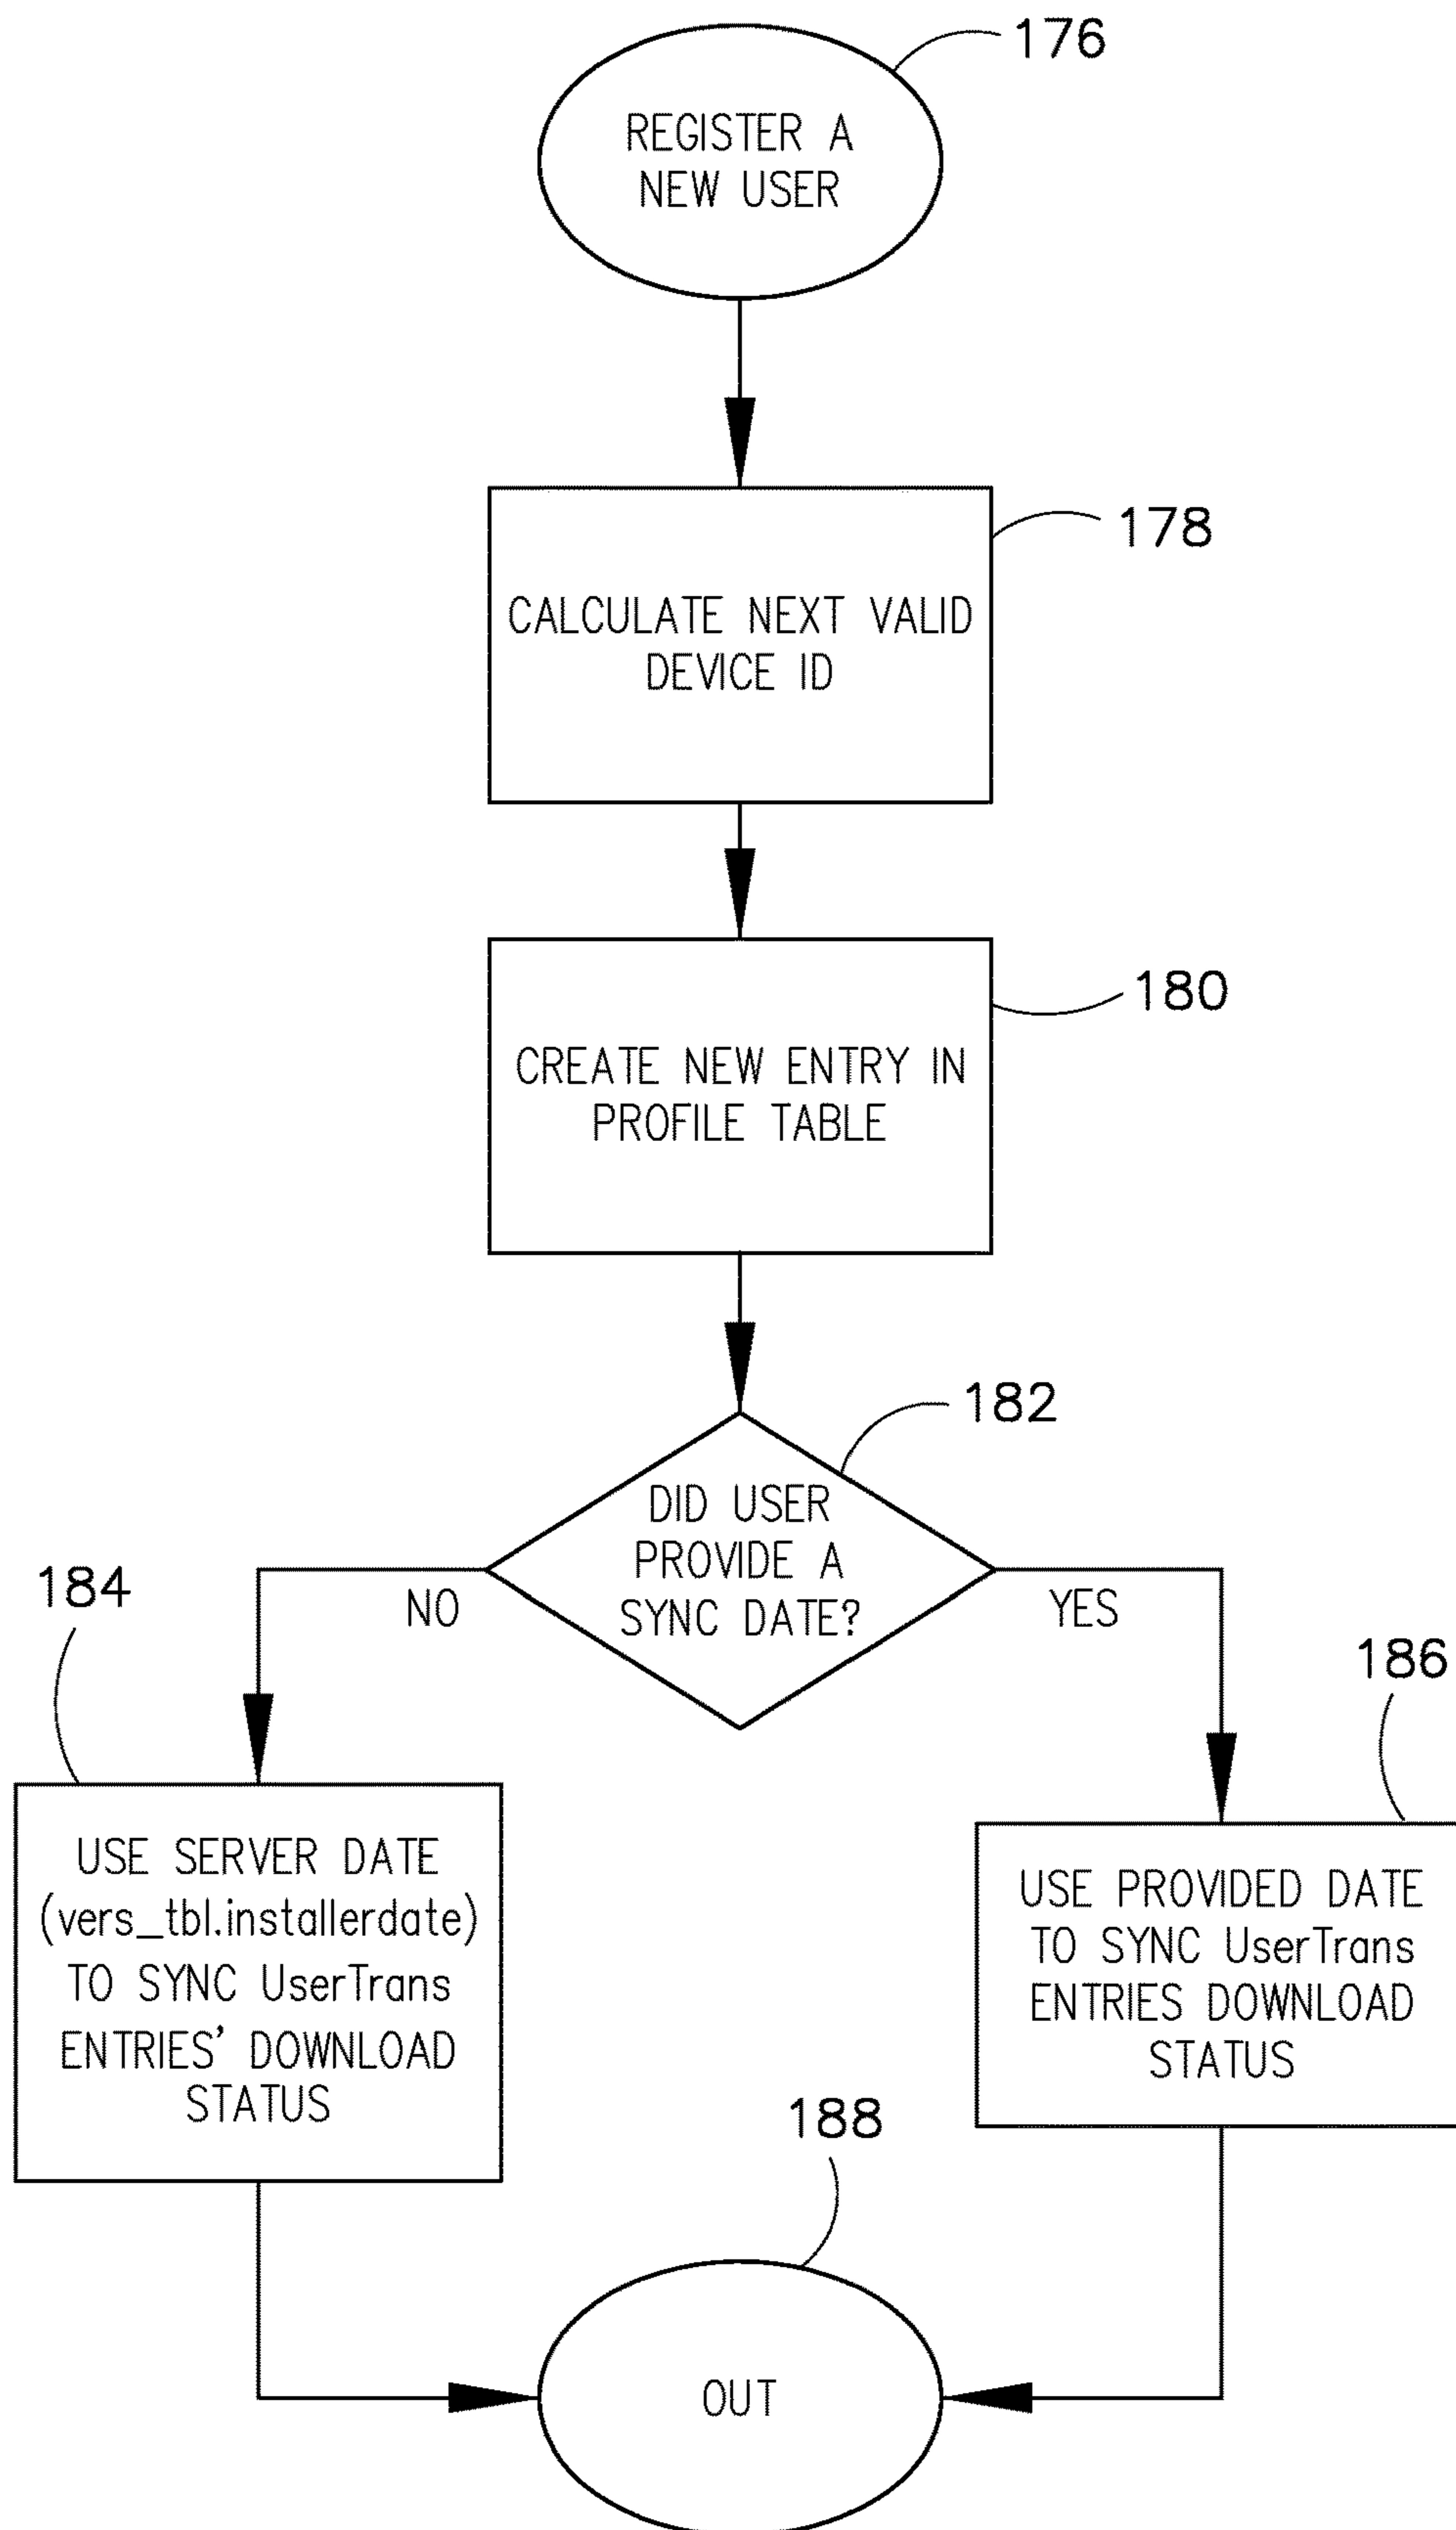 176
REGISTER A
NEW USER
178
CALCULATE NEXT VALID
DEVICE ID
180
CREATE NEW ENTRY IN
PROFILE TABLE
182
DID USER
PROVIDE A
SYNC DATE?
NO
YES
184
USE SERVER DATE
(vers_tbl.installerdate)
TO SYNC UserTrans
ENTRIES' DOWNLOAD
STATUS
186
USE PROVIDED DATE
TO SYNC UserTrans
ENTRIES DOWNLOAD
STATUS
188
OUT